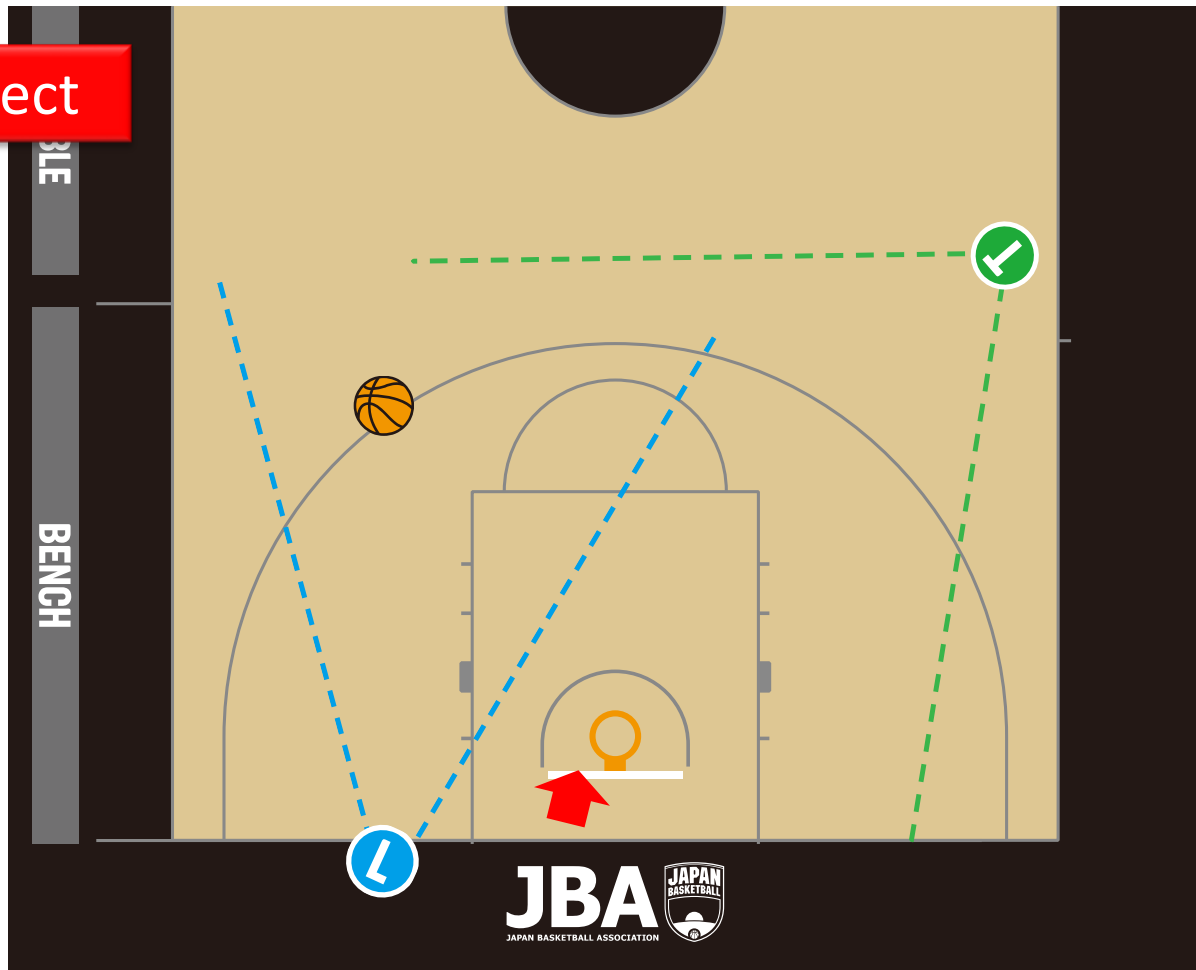 ect
BLE
T
BENCH
L
JBA
JAPAN BASKETBALL ASSOCIATION
JAPAN
BASKETBALL